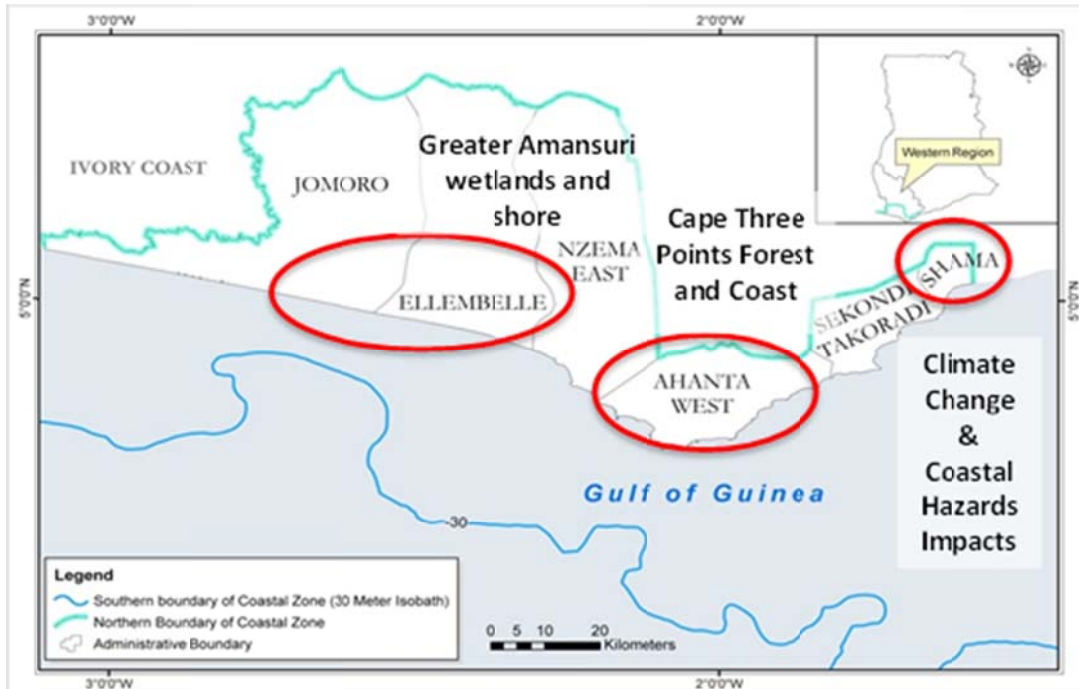 3°0'0"W
2°0'0"W
Western Region
Greater Amansuri
wetlands and
shore
IVORY COAST
JOMORO
Cape Three
Points Forest
and Coast
NZEMA
EAST
SHAMA
ELLEMBELLE
SEKONDI
TAKORADI
5°0'0"N
5°0'0"N
AHANTA
WEST
Climate
Change
&
Coastal
Hazards
Impacts
Gulf of Guinea
-30
Legend
Southern boundary of Coastal Zone (30 Meter Isobath)
Northern Boundary of Coastal Zone
Administrative Boundary
0 5 10 20
Kilometers
3°0'0"W
2°0'0"W